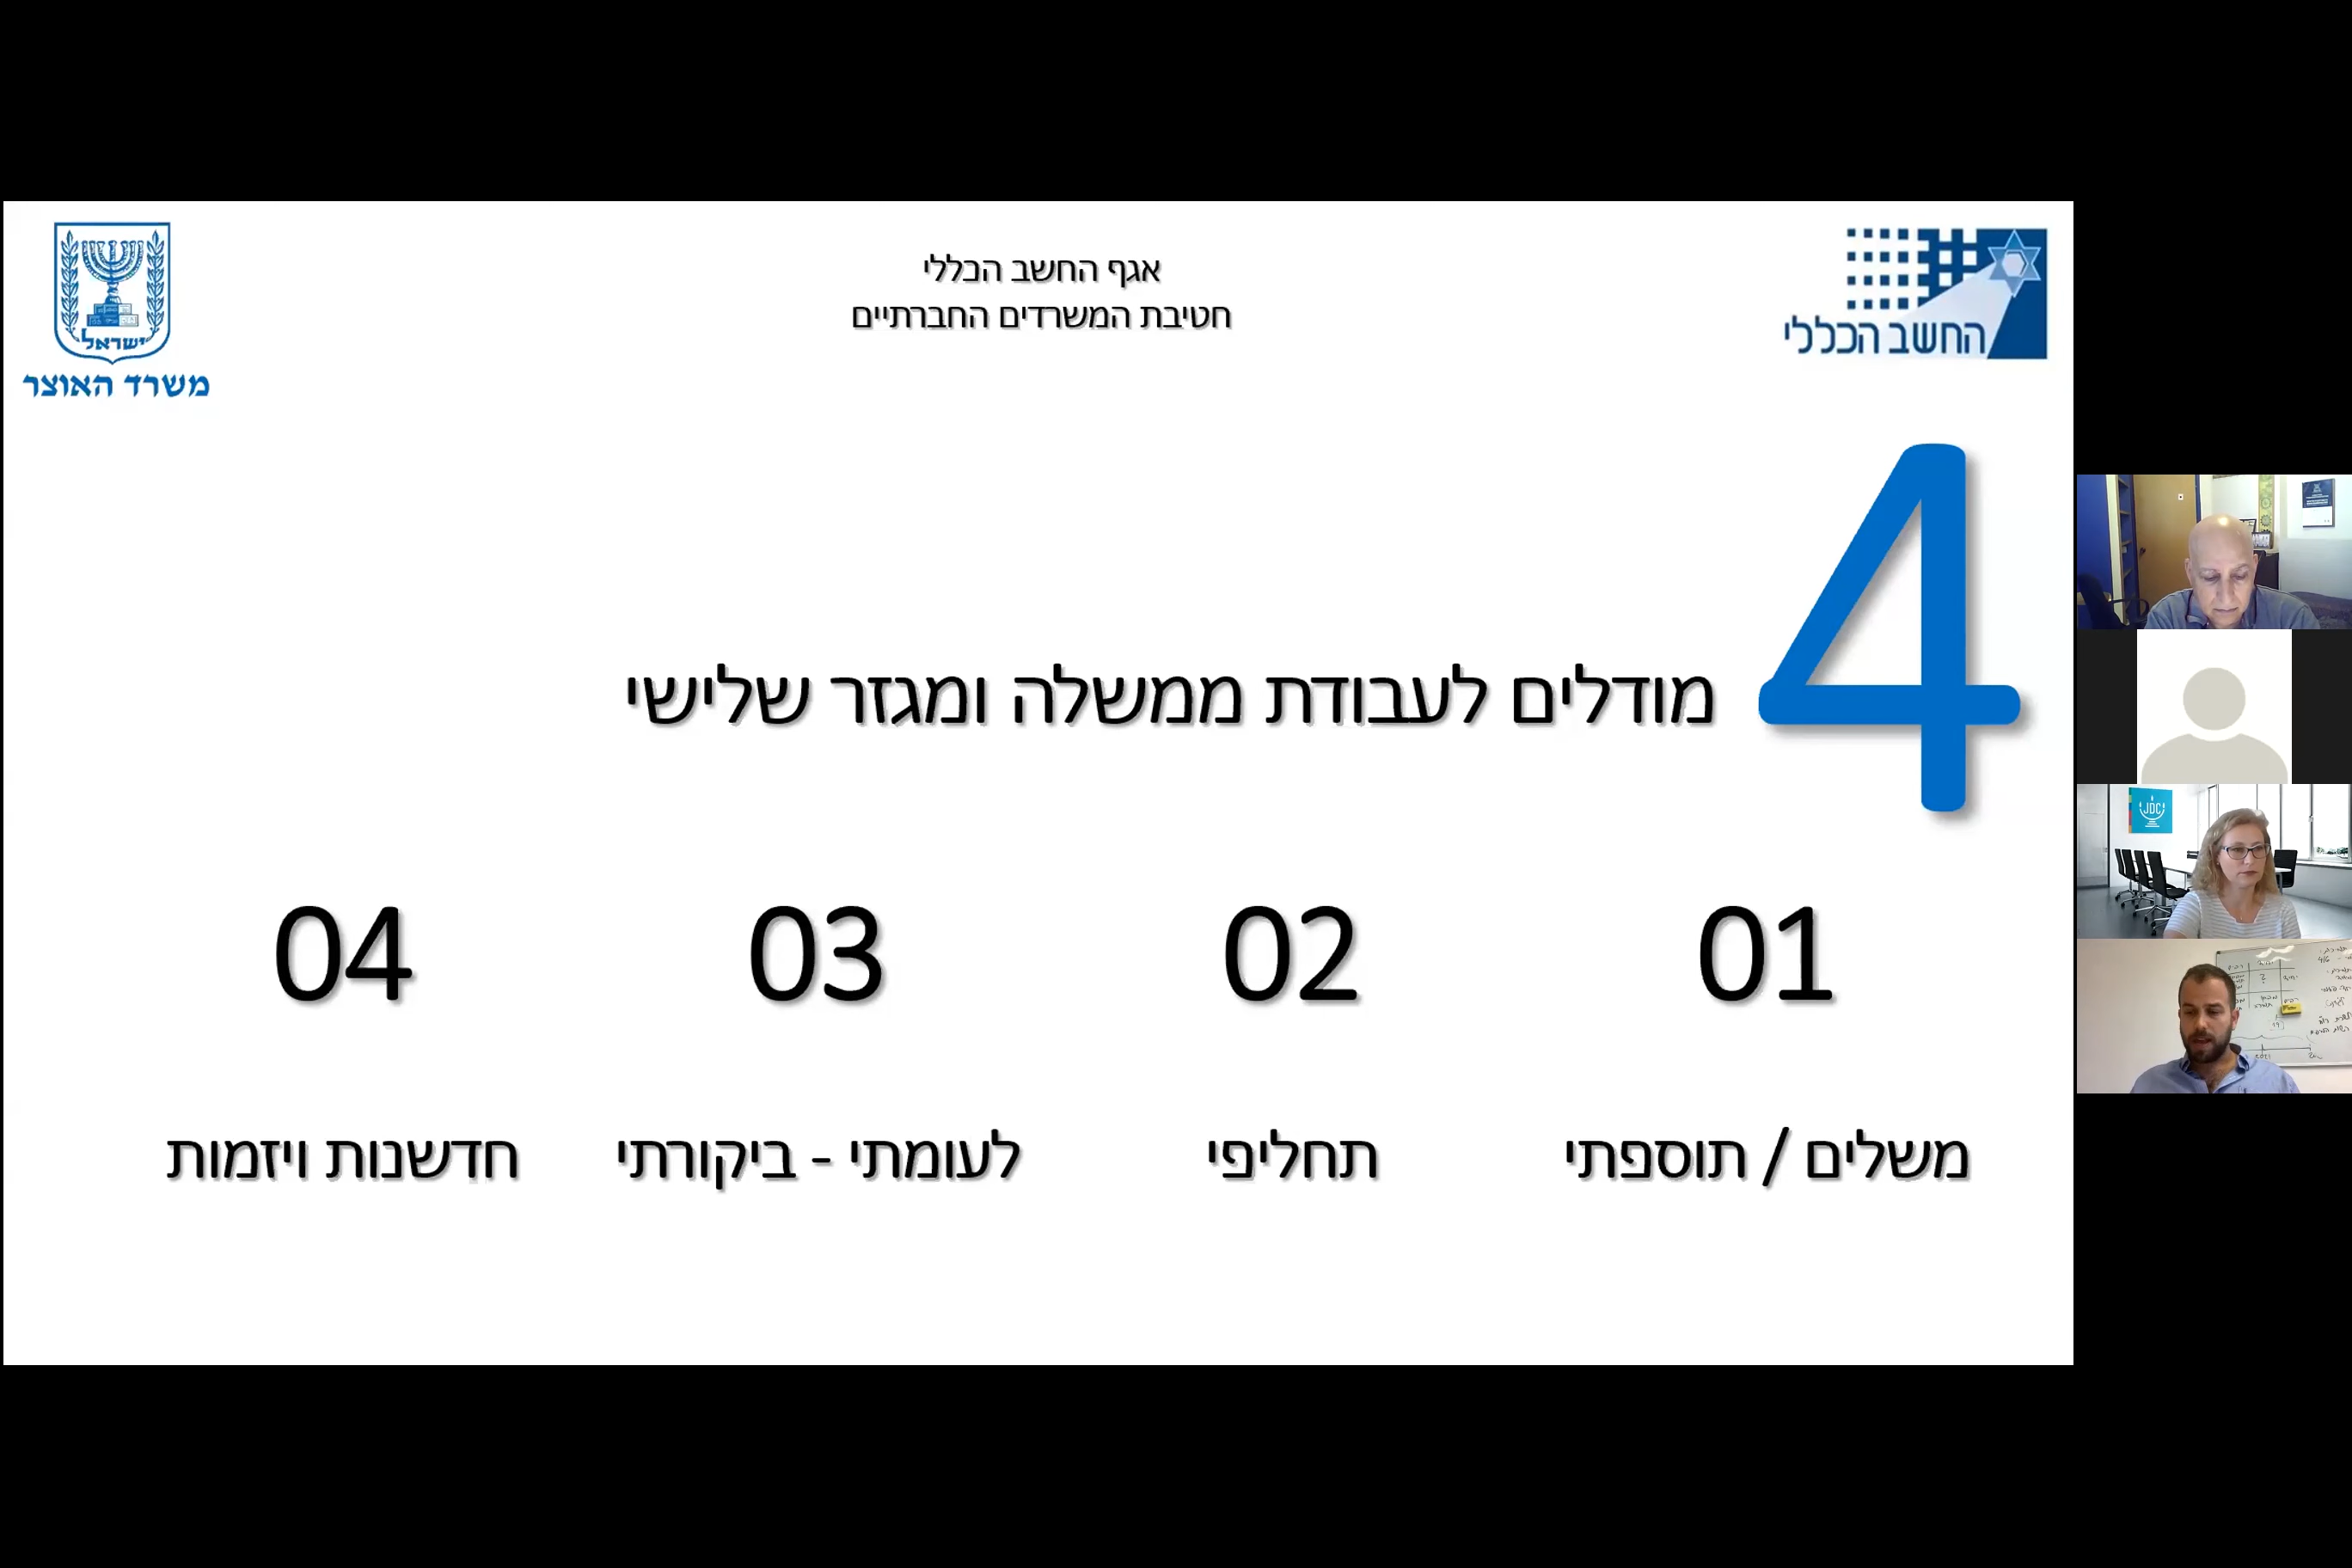 החשב הכללי
אגף החשב הכללי
חטיבת המשרדים החברתיים
ישראל
משרד האוצר
4
מודלים לעבודת ממשלה ומגזר שלישי
01
משלים / תוספתי
02
תחליפי
03
לעומתי - ביקורתי
04
חדשנות ויזמות
JDC